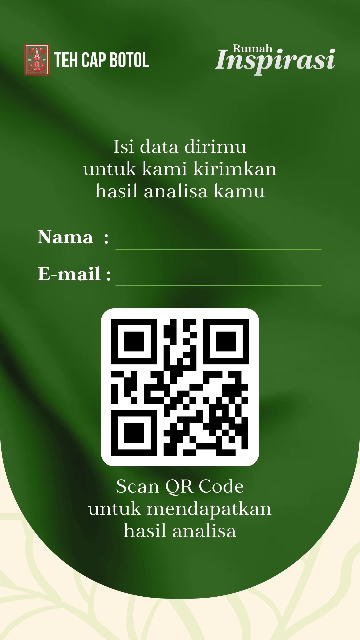 TEH CAP BOTOL
Rumah
Inspirasi
Isi data dirimu
untuk kami kirimkan
hasil analisa kamu
Nama :
E-mail :
Scan QR Code
untuk mendapatkan
hasil analisa